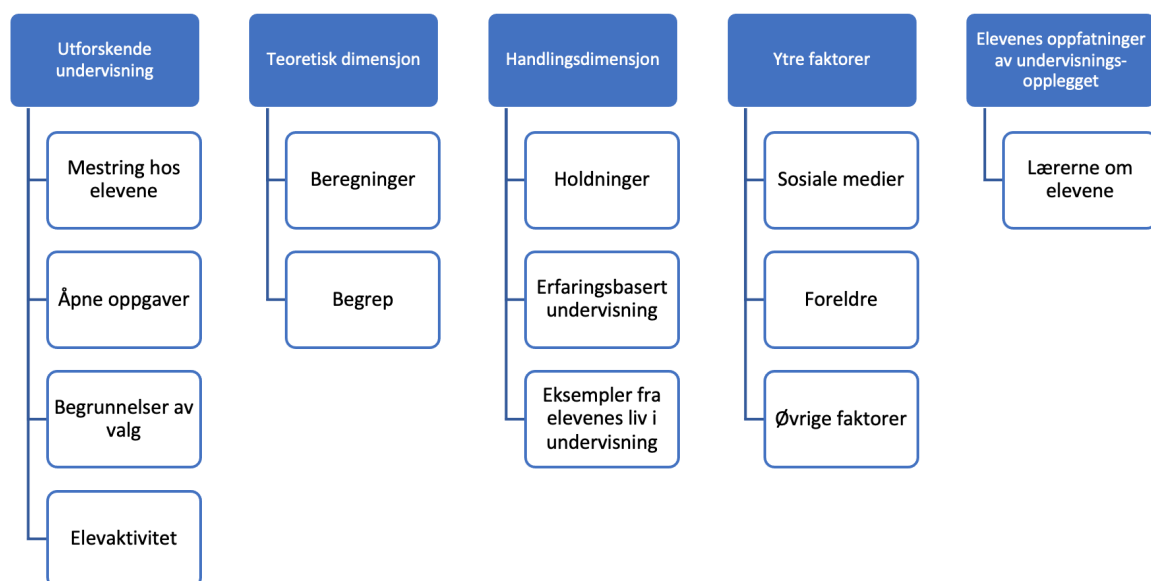 Utforskende
undervisning
Mestring hos
elevene
Åpne oppgaver
Begrunnelser av
valg
Elevaktivitet
Teoretisk dimensjon
Beregninger
Begrep
Handlingsdimensjon
Holdninger
Erfaringsbasert
undervisning
Eksempler fra
elevenes liv i
undervisning
Ytre faktorer
Sosiale medier
Foreldre
Øvrige faktorer
Elevenes oppfatninger
av undervisnings-
opplegget
Lærerne om
elevene